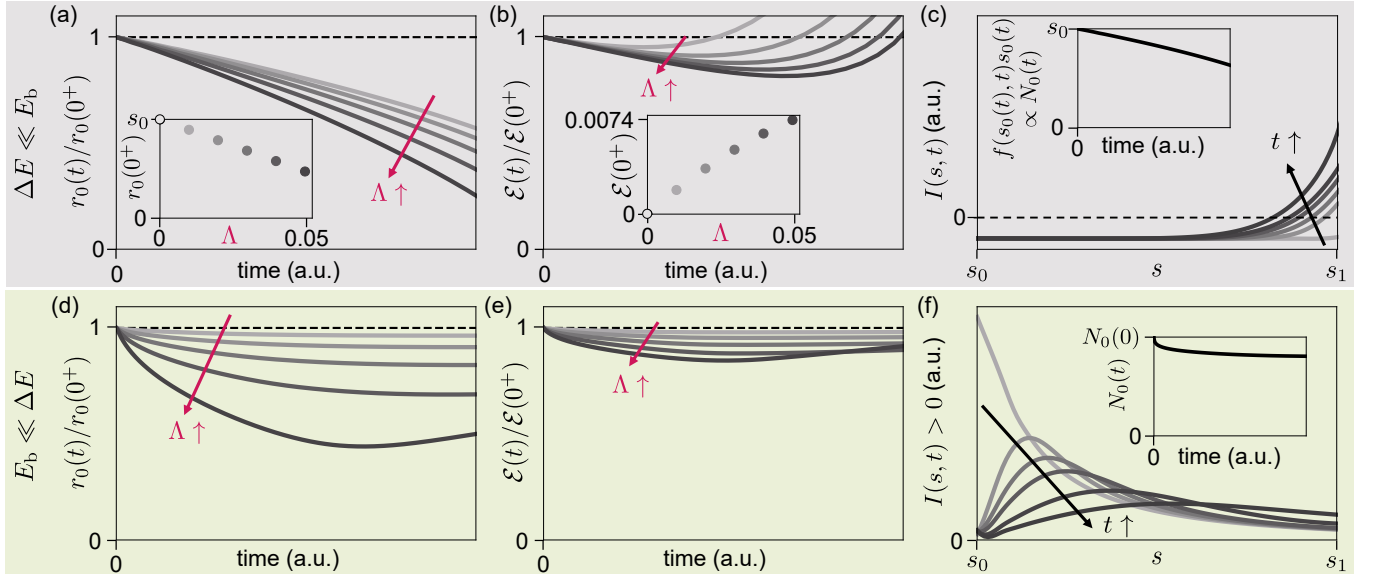 ΔE ≪ E_b
(a)
r_0(t)/r_0(0^+)
1
0
Λ ↑
r_0(0^+)
s_0
0
Λ
0.05
0
time (a.u.)
(b)
ℰ(t)/ℰ(0^+)
1
0
Λ ↑
ℰ(0^+)
0.0074
0
0
Λ
0.05
0
time (a.u.)
(c)
I(s, t) (a.u.)
0
f(s_0(t), t)s_0(t)
∝ N_0(t)
s_0
0
0
time (a.u.)
t ↑
s_0
s
s_1
E_b ≪ ΔE
(d)
r_0(t)/r_0(0^+)
1
0
Λ ↑
0
time (a.u.)
(e)
ℰ(t)/ℰ(0^+)
1
0
Λ ↑
0
time (a.u.)
(f)
I(s, t) > 0 (a.u.)
0
N_0(t)
N_0(0)
0
0
time (a.u.)
t ↑
s_0
s
s_1